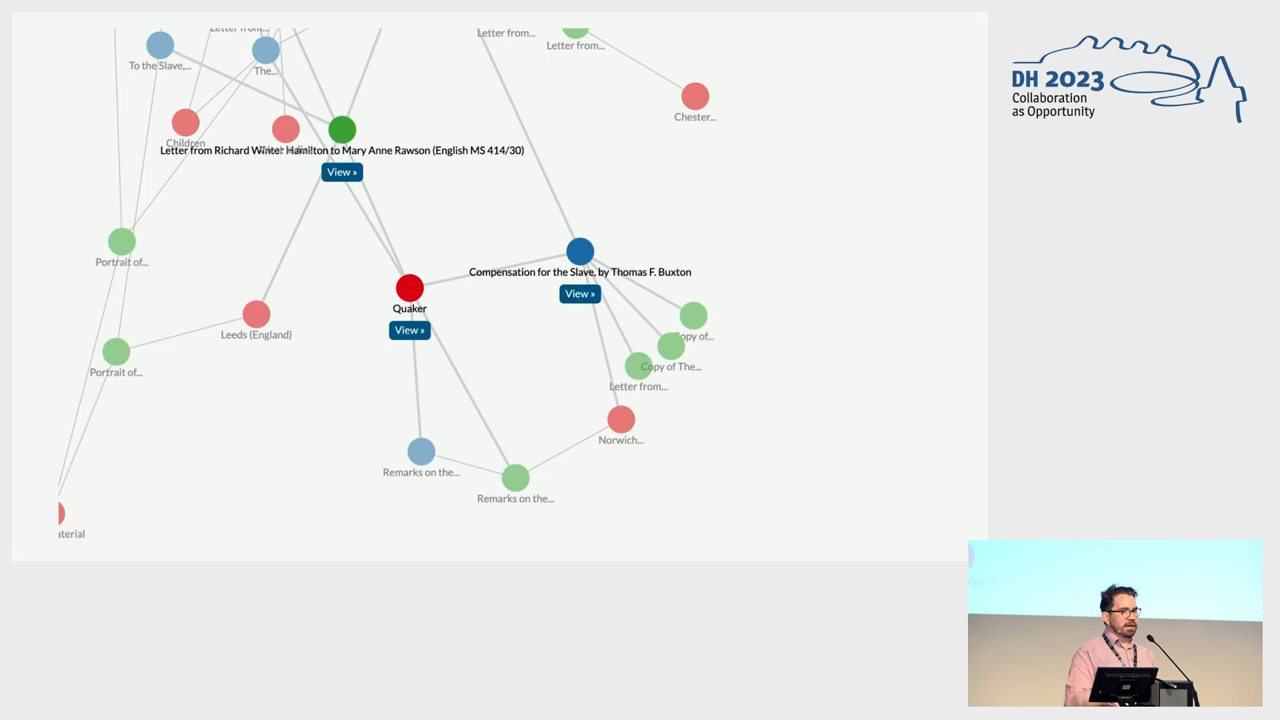 Letter from...
To the Slave,...
The...
Letter from...
Letter from...
Chester...
Children
Letter from Richard Winter Hamilton to Mary Anne Rawson (English MS 414/30)
View »
Portrait of...
Compensation for the Slave, by Thomas F. Buxton
View »
Quaker
View »
Leeds (England)
Copy of...
Copy of The...
Portrait of...
Letter from...
Norwich...
Remarks on the...
Remarks on the...
aterial
DH 2023
Collaboration
as Opportunity